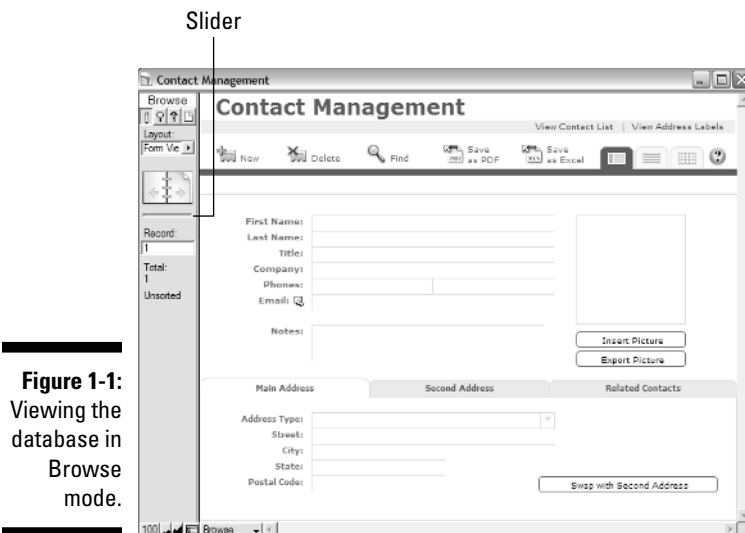 Slider
Contact Management
Browse
Layout:
Form Vie
Record:
1
Total:
1
Unsorted
Contact Management
View Contact List | View Address Labels
New
Delete
Find
PDF
Save as PDF
XLS
Save as Excel
?
First Name:
Last Name:
Title:
Company:
Phones:
Email:
Notes:
Insert Picture
Export Picture
Main Address
Second Address
Related Contacts
Address Type:
Street:
City:
State:
Postal Code:
Swap with Second Address
100
Browse
Figure 1-1:
Viewing the
database in
Browse
mode.